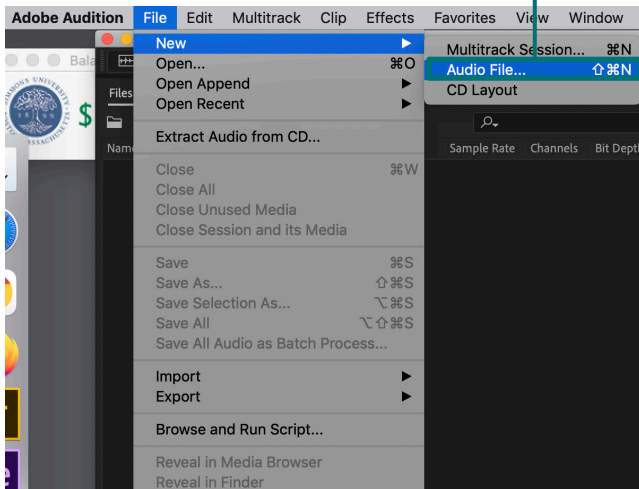 Adobe Audition File Edit Multitrack Clip Effects Favorites View Window
New ▶
Multitrack Session... ⌘N
Audio File... ⇧⌘N
CD Layout
Open... ⌘O
Open Append ▶
Open Recent ▶
Extract Audio from CD...
Close ⌘W
Close All
Close Unused Media
Close Session and its Media
Save ⌘S
Save As... ⇧⌘S
Save Selection As... ⌥⌘S
Save All ⌥⇧⌘S
Save All Audio as Batch Process...
Import ▶
Export ▶
Browse and Run Script...
Reveal in Media Browser
Reveal in Finder
Bala
$
Files
Nam
Sample Rate Channels Bit Dept